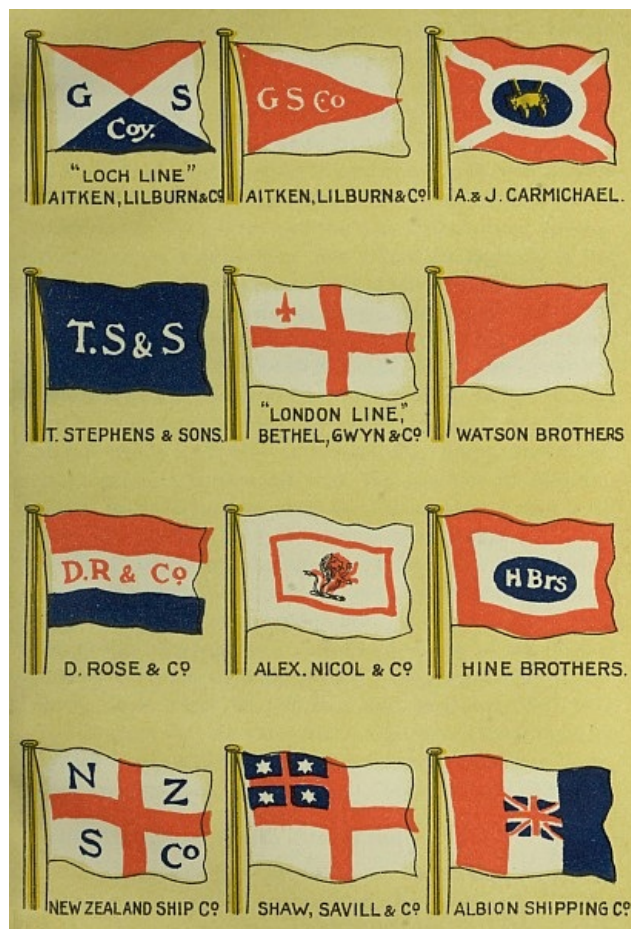 G S
Coy.
"LOCH LINE"
AITKEN, LILBURN & Cº
G S Co
AITKEN, LILBURN & Cº
A. & J. CARMICHAEL.
T. S & S
T. STEPHENS & SONS.
"LONDON LINE,"
BETHEL, GWYN & Cº
WATSON BROTHERS
D. R & Cº
D. ROSE & Cº
ALEX. NICOL & Cº
H Brs
HINE BROTHERS.
N Z
S Co
NEW ZEALAND SHIP Cº
SHAW, SAVILL & Cº
ALBION SHIPPING Cº